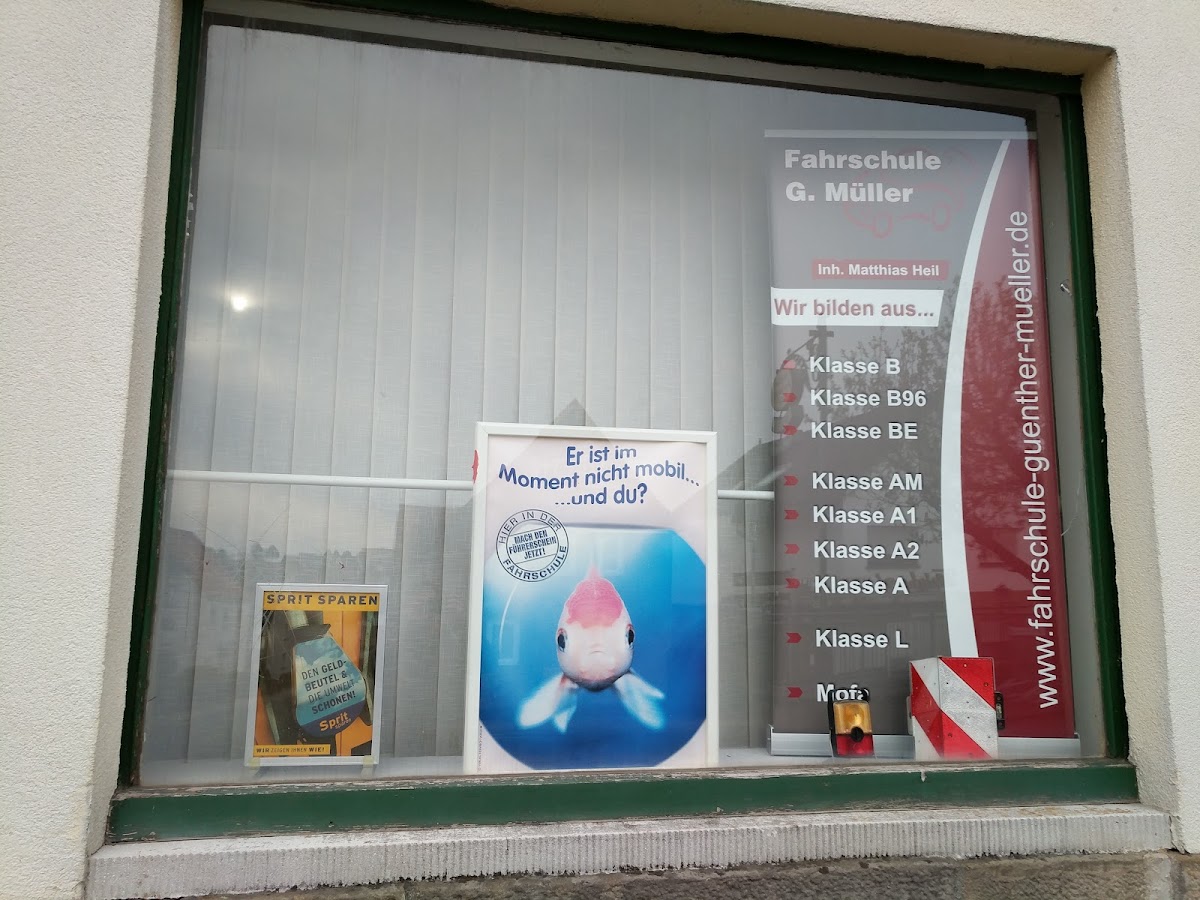 Fahrschule
G. Müller
Inh. Matthias Heil
Wir bilden aus...
Klasse B
Klasse B96
Klasse BE
Klasse AM
Klasse A1
Klasse A2
Klasse A
Klasse L
Mofa
www.fahrschule-guenther-mueller.de
Er ist im
Moment nicht mobil...
...und du?
HIER IN DER
MACH DEN
FÜHRERSCHEIN
JETZT!
FAHRSCHULE
SPR!T SPAREN
DEN GELD-
BEUTEL &
DIE UMWELT
SCHONEN!
Sprit
WIR ZEIGEN IHNEN WIE!